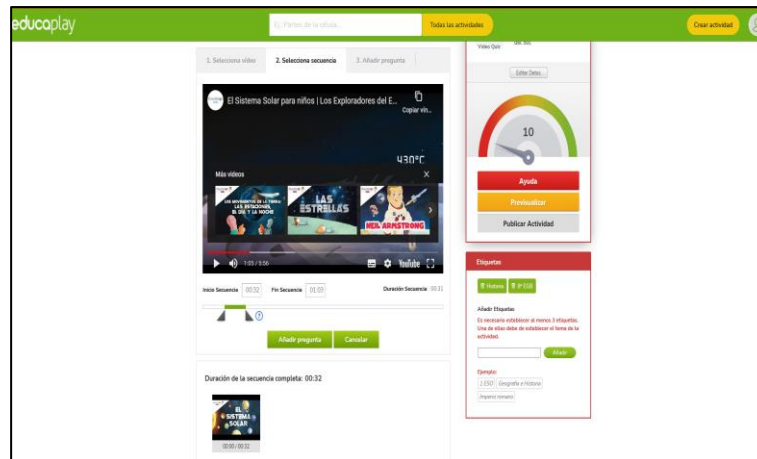 educaplay
Ej: Partes de la célula...
Todas las actividades
Crear actividad
1. Selecciona vídeo
2. Selecciona secuencia
3. Añadir pregunta
El Sistema Solar para niños | Los Exploradores del E...
Copiar vín...
430°C
Más vídeos
LOS MOVIMIENTOS DE LA TIERRA:
LAS ESTACIONES,
EL DÍA Y LA NOCHE
LAS
ESTRELLAS
NEIL ARMSTRONG
1:03 / 5:56
YouTube
Inicio Secuencia
00:32
Fin Secuencia
01:03
Duración Secuencia
00:31
Añadir pregunta
Cancelar
Duración de la secuencia completa: 00:32
EL
SISTEMA
SOLAR
00:00 / 00:32
Video Quiz
Editar Datos
10
Ayuda
Previsualizar
Publicar Actividad
Etiquetas
Historia
8º EGB
Añadir Etiquetas
Es necesario establecer al menos 3 etiquetas.
Una de ellas debe de establecer el tema de la
actividad.
Añadir
Ejemplo:
1 ESO
Geografía e Historia
Imperio romano